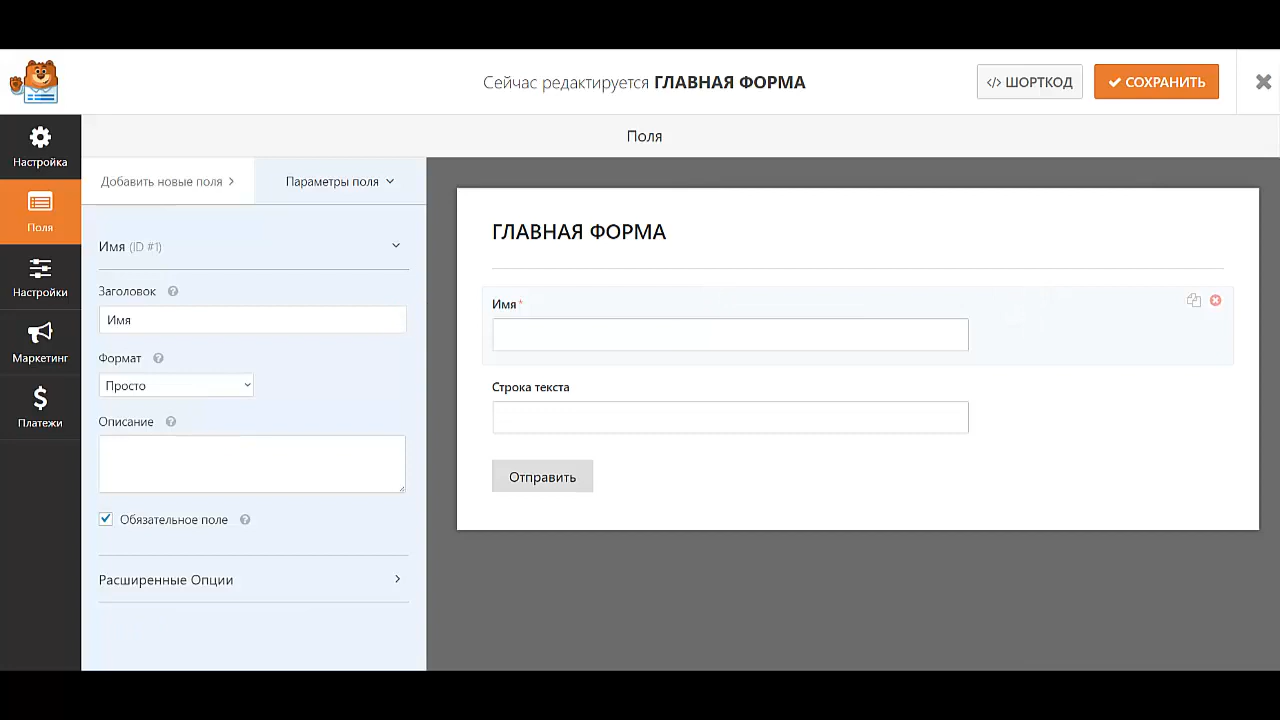 Сейчас редактируется ГЛАВНАЯ ФОРМА
</> ШОРТКОД
СОХРАНИТЬ
Настройка
Поля
Настройки
Маркетинг
Платежи
Поля
Добавить новые поля
Параметры поля
Имя (ID #1)
Заголовок
Имя
Формат
Просто
Описание
Обязательное поле
Расширенные Опции
ГЛАВНАЯ ФОРМА
Имя*
Строка текста
Отправить